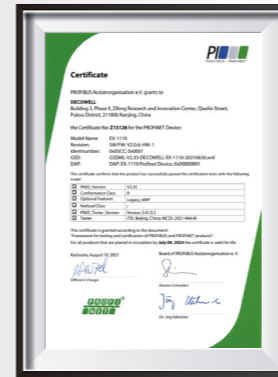 PI
PROFIBUS • PROFINET
Certificate
PROFIBUS Nutzerorganisation e.V. grants to
DECOWELL
Building 3, Phase II, Zifeng Research and Innovation Center, Qiaolin Street,
Pukou District, 211806 Nanjing, China
the Certificate No: Z13126 for the PROFINET Device:
Model Name EX-1110
Revision: SW/FW: V2.0.6; HW: 1
Identnumber: 0x05CC; 0x0001
GSD: GSDML-V2.35-DECOWELL-EX-1110-20210630.xml
DAP: DAP: EX-1110 Profinet Device: 0x00008001
This certificate confirms that the product has successfully passed the certification tests with the following
scope:
PNIO_Version V2.35
Conformance Class B
Optional Features Legacy, MRP
Netload Class I
PNIO_Tester_Version Version 2.41.0.2
Tester ITEI, Beijing, China
This certificate is granted according to the document:
"Framework for testing and certification of PROFIBUS and PROFINET products".
For all products that are placed in circulation by July 09, 2024 the certificate is valid for life.
Karlsruhe, August 10, 2021
Board of PROFIBUS Nutzerorganisation e. V.
(Official in Charge)
(Karsten Schneider)
PROFI
NET
(Dr. Jörg Hähniche)